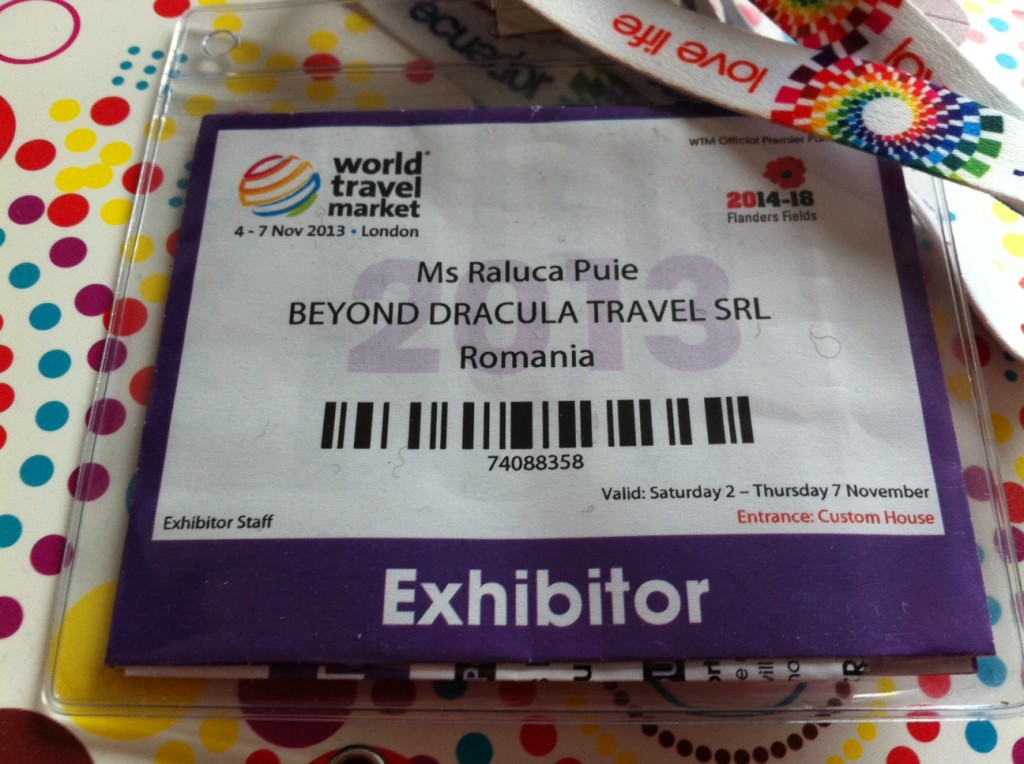 love life
ecuador
WTM Official Premier
world
travel
market
4 - 7 Nov 2013 • London
2014-18
Flanders Fields
2013
Ms Raluca Puie
BEYOND DRACULA TRAVEL SRL
Romania
74088358
Valid: Saturday 2 – Thursday 7 November
Exhibitor Staff
Entrance: Custom House
Exhibitor